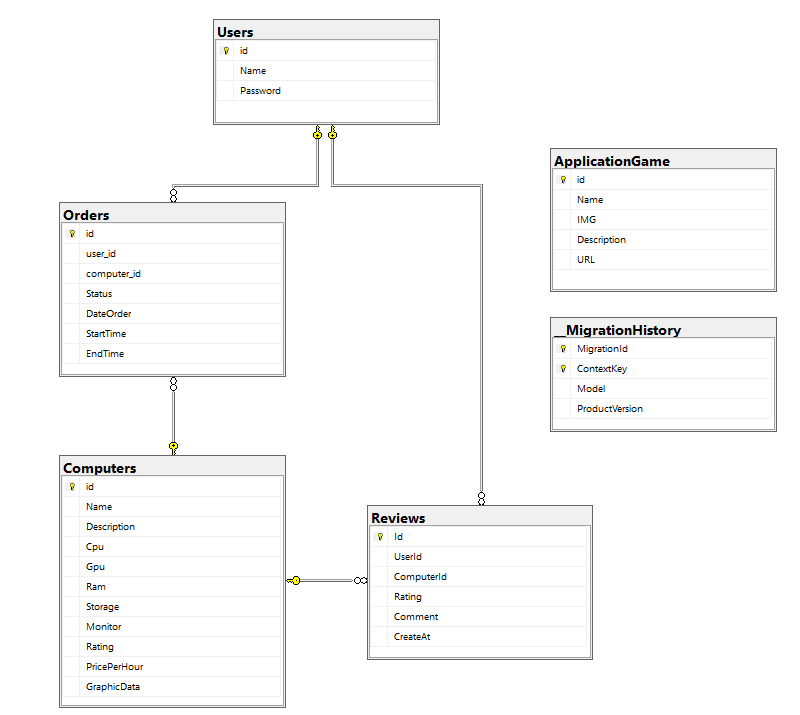 Users
id
Name
Password
ApplicationGame
id
Name
IMG
Description
URL
Orders
id
user_id
computer_id
Status
DateOrder
StartTime
EndTime
__MigrationHistory
MigrationId
ContextKey
Model
ProductVersion
Computers
id
Name
Description
Cpu
Gpu
Ram
Storage
Monitor
Rating
PricePerHour
GraphicData
Reviews
Id
UserId
ComputerId
Rating
Comment
CreateAt